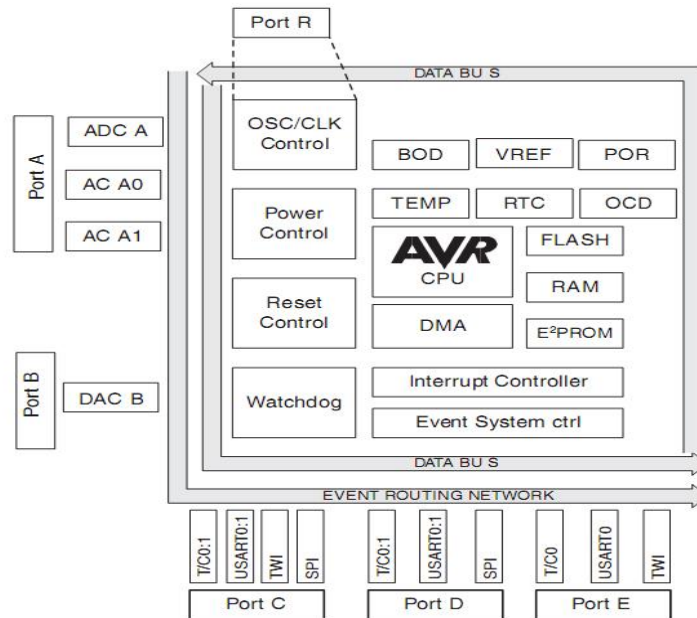 Port R
DATA BU S
OSC/CLK
Control
ADC A
BOD
VREF
POR
Port A
AC A0
Power
Control
TEMP
RTC
OCD
AC A1
AVR
CPU
FLASH
RAM
Reset
Control
DMA
E²PROM
Port B
DAC B
Watchdog
Interrupt Controller
Event System ctrl
DATA BU S
EVENT ROUTING NETWORK
T/C0:1
USART0:1
TWI
SPI
T/C0:1
USART0:1
SPI
T/C0
USART0
TWI
Port C
Port D
Port E